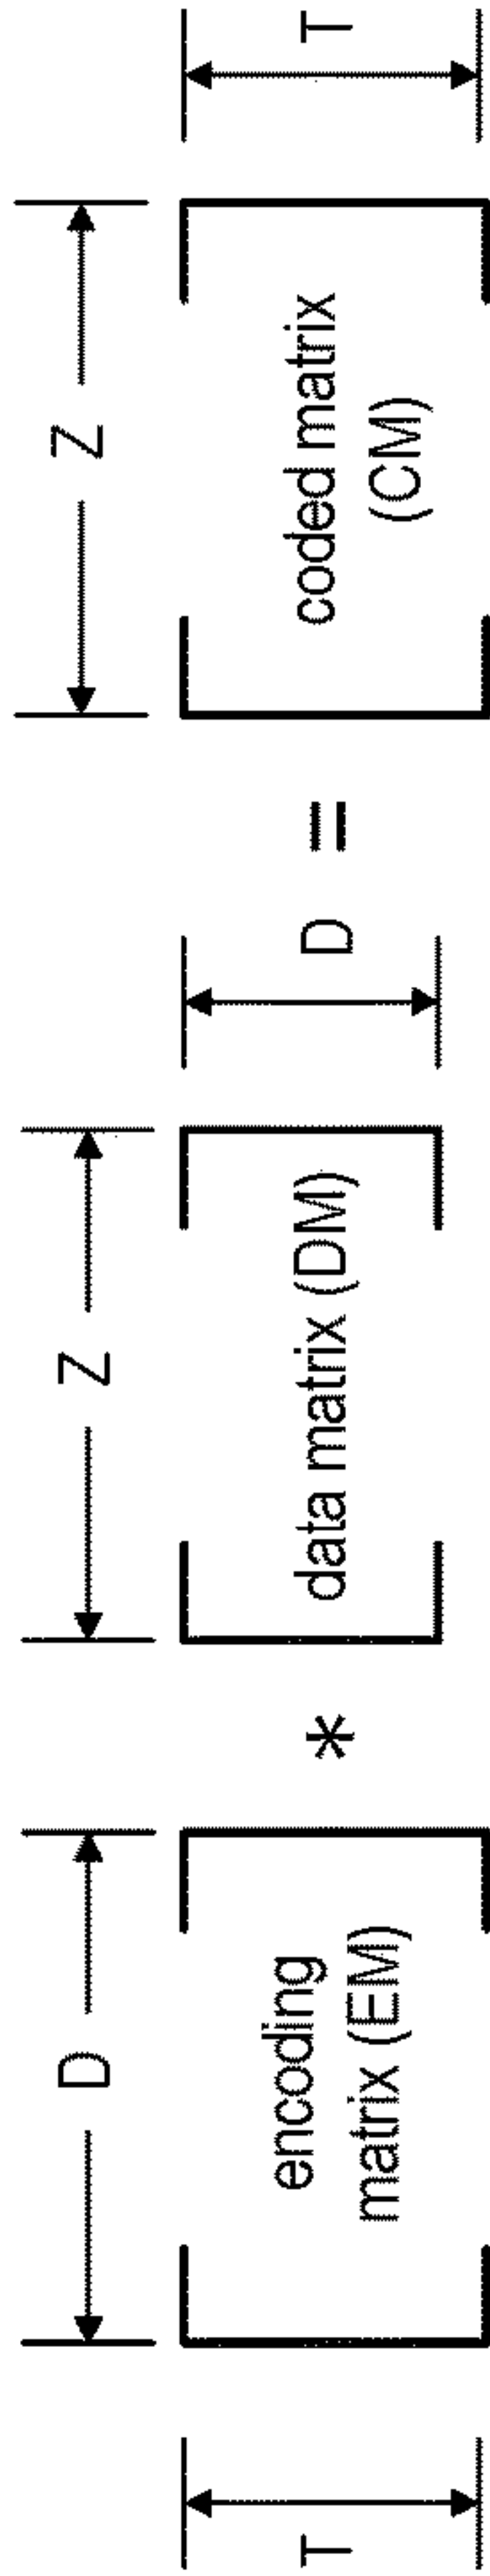 T
D
encoding
matrix (EM)
*
Z
data matrix (DM)
D
=
Z
coded matrix
(CM)
T